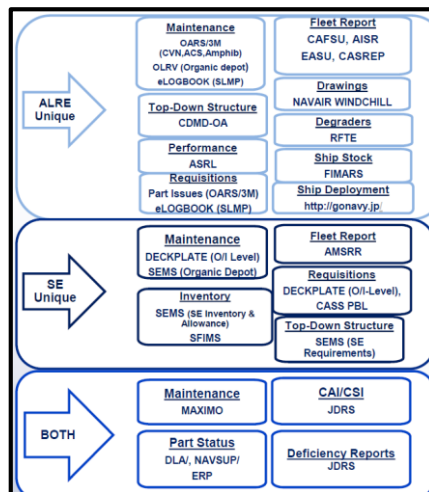 ALRE
Unique
Maintenance
OARS/3M
(CVN,ACS,Amphib)
OLRV (Organic depot)
eLOGBOOK (SLMP)
Top-Down Structure
CDMD-OA
Performance
ASRL
Requisitions
Part Issues (OARS/3M)
eLOGBOOK (SLMP)
Fleet Report
CAFSU, AISR
EASU, CASREP
Drawings
NAVAIR WINDCHILL
Degraders
RFTE
Ship Stock
FIMARS
Ship Deployment
http://gonavy.jp/
SE
Unique
Maintenance
DECKPLATE (O/I Level)
SEMS (Organic Depot)
Inventory
SEMS (SE Inventory &
Allowance)
SFIMS
Fleet Report
AMSRR
Requisitions
DECKPLATE (O/I-Level),
CASS PBL
Top-Down Structure
SEMS (SE
Requirements)
BOTH
Maintenance
MAXIMO
Part Status
DLA/, NAVSUP/
ERP
CAI/CSI
JDRS
Deficiency Reports
JDRS